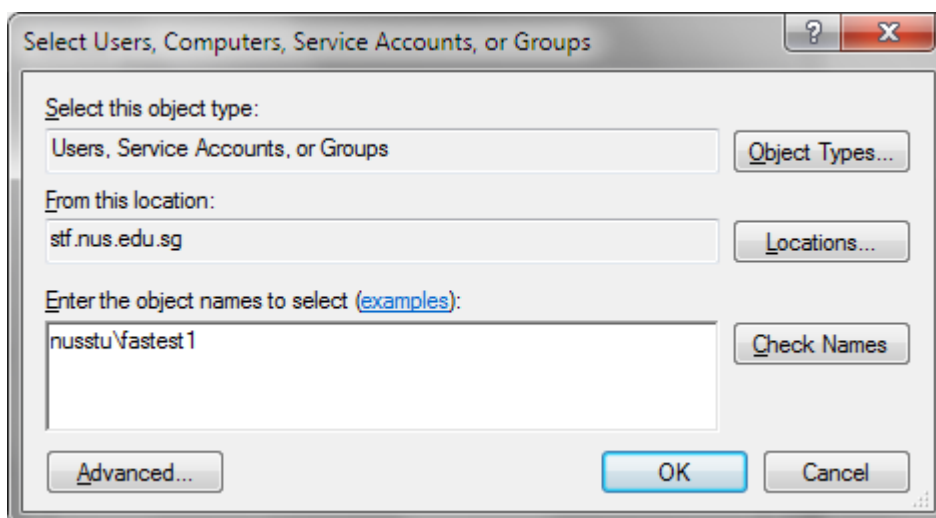 Select Users, Computers, Service Accounts, or Groups
Select this object type:
Users, Service Accounts, or Groups
Object Types...
From this location:
stf.nus.edu.sg
Locations...
Enter the object names to select (examples):
nusstu\fastest1
Check Names
Advanced...
OK
Cancel